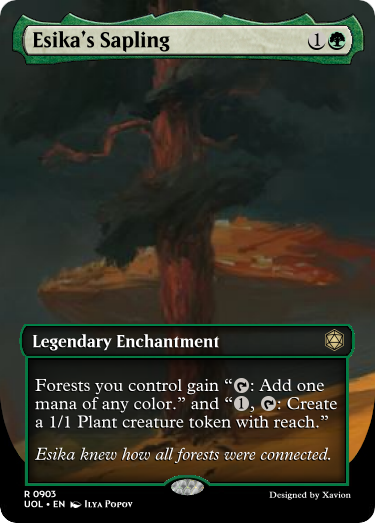 Esika's Sapling 1
Legendary Enchantment
Forests you control gain “: Add one
mana of any color.” and “1, : Create
a 1/1 Plant creature token with reach.”
Esika knew how all forests were connected.
R 0903
UOL • EN Ilya Popov
Designed by Xavion